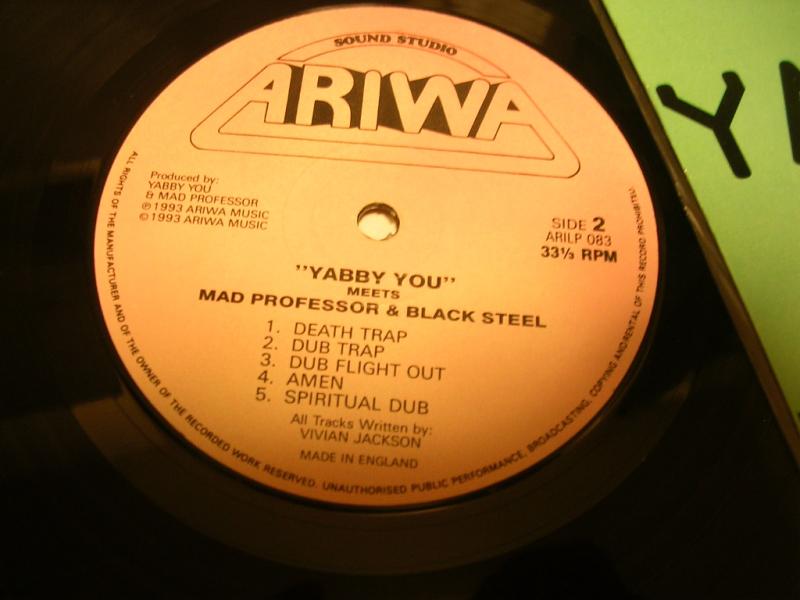 SOUND STUDIO
ARIWA
Produced by:
YABBY YOU
& MAD PROFESSOR
℗ 1993 ARIWA MUSIC
© 1993 ARIWA MUSIC
SIDE 2
ARILP 083
33⅓ RPM
"YABBY YOU"
MEETS
MAD PROFESSOR & BLACK STEEL
1. DEATH TRAP
2. DUB TRAP
3. DUB FLIGHT OUT
4. AMEN
5. SPIRITUAL DUB
All Tracks Written by:
VIVIAN JACKSON
MADE IN ENGLAND
ALL RIGHTS OF THE MANUFACTURER AND OF THE OWNER OF THE RECORDED WORK RESERVED. UNAUTHORISED PUBLIC PERFORMANCE, BROADCASTING, COPYING AND RENTAL OF THIS RECORD PROHIBITED
Y